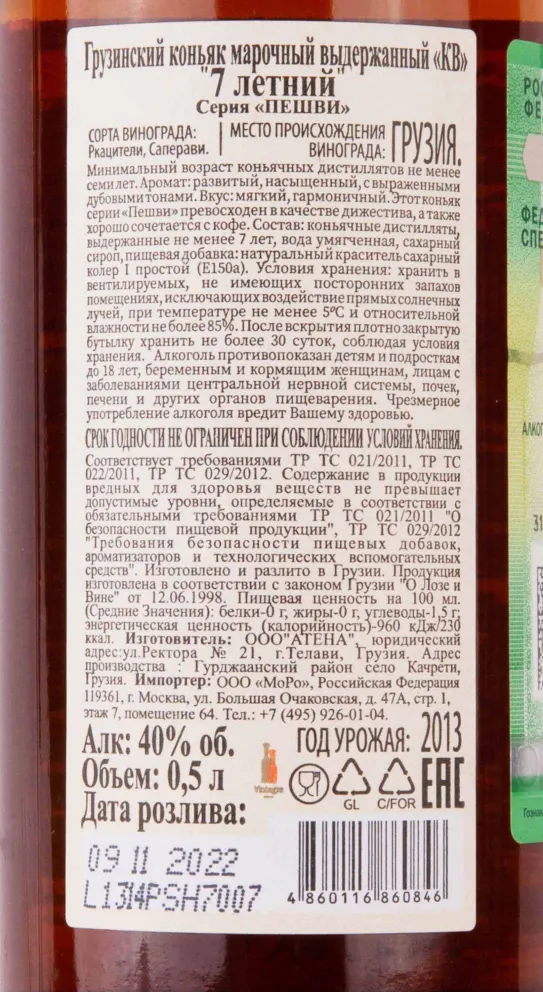 Грузинский коньяк марочный выдержанный «КВ»
"7 летний"
Серия «ПЕШВИ»
СОРТА ВИНОГРАДА:
Ркацители, Саперави.
МЕСТО ПРОИСХОЖДЕНИЯ
ВИНОГРАДА: ГРУЗИЯ.
Минимальный возраст коньячных дистиллятов не менее
семи лет. Аромат: развитый, насыщенный, с выраженными
дубовыми тонами. Вкус: мягкий, гармоничный. Этот коньяк
серии «Пешви» превосходен в качестве дижестива, а также
хорошо сочетается с кофе. Состав: коньячные дистилляты,
выдержанные не менее 7 лет, вода умягченная, сахарный
сироп, пищевая добавка: натуральный краситель сахарный
колер I простой (Е150а). Условия хранения: хранить в
вентилируемых, не имеющих посторонних запахов
помещениях, исключающих воздействие прямых солнечных
лучей, при температуре не менее 5°С и относительной
влажности не более 85%. После вскрытия плотно закрытую
бутылку хранить не более 30 суток, соблюдая условия
хранения. Алкоголь противопоказан детям и подросткам
до 18 лет, беременным и кормящим женщинам, лицам с
заболеваниями центральной нервной системы, почек,
печени и других органов пищеварения. Чрезмерное
употребление алкоголя вредит Вашему здоровью.
СРОК ГОДНОСТИ НЕ ОГРАНИЧЕН ПРИ СОБЛЮДЕНИИ УСЛОВИЙ ХРАНЕНИЯ.
Соответствует требованиями ТР ТС 021/2011, ТР ТС
022/2011, ТР ТС 029/2012. Содержание в продукции
вредных для здоровья веществ не превышает
допустимые уровни, определяемые в соответствии с
обязательными требованиями ТР ТС 021/2011 "О
безопасности пищевой продукции", ТР ТС 029/2012
"Требования безопасности пищевых добавок,
ароматизаторов и технологических вспомогательных
средств". Изготовлено и разлито в Грузии. Продукция
изготовлена в соответствии с законом Грузии "О Лозе и
Вине" от 12.06.1998. Пищевая ценность на 100 мл.
(Средние Значения): белки-0 г, жиры-0 г, углеводы-1,5 г;
энергетическая ценность (калорийность)-960 кДж/230
ккал. Изготовитель: ООО"АТЕНА", юридический
адрес:ул.Ректора № 21, г.Телави, Грузия. Адрес
производства : Гурджаанский район село Качрети,
Грузия. Импортер: ООО «МоРо», Российская Федерация
119361, г. Москва, ул. Большая Очаковская, д. 47А, стр. 1,
этаж 7, помещение 64. Тел.: +7 (495) 926-01-04.
Алк: 40% об.
Объем: 0,5 л
Дата розлива:
ГОД УРОЖАЯ: 2013
Vintages
GL
C/FOR
EAC
09 11 2022
L1314PSH7007
4 860116 860846
РОС
ФЕ
ФЕД
СПЕ
АЛКОГ
31
Гознак